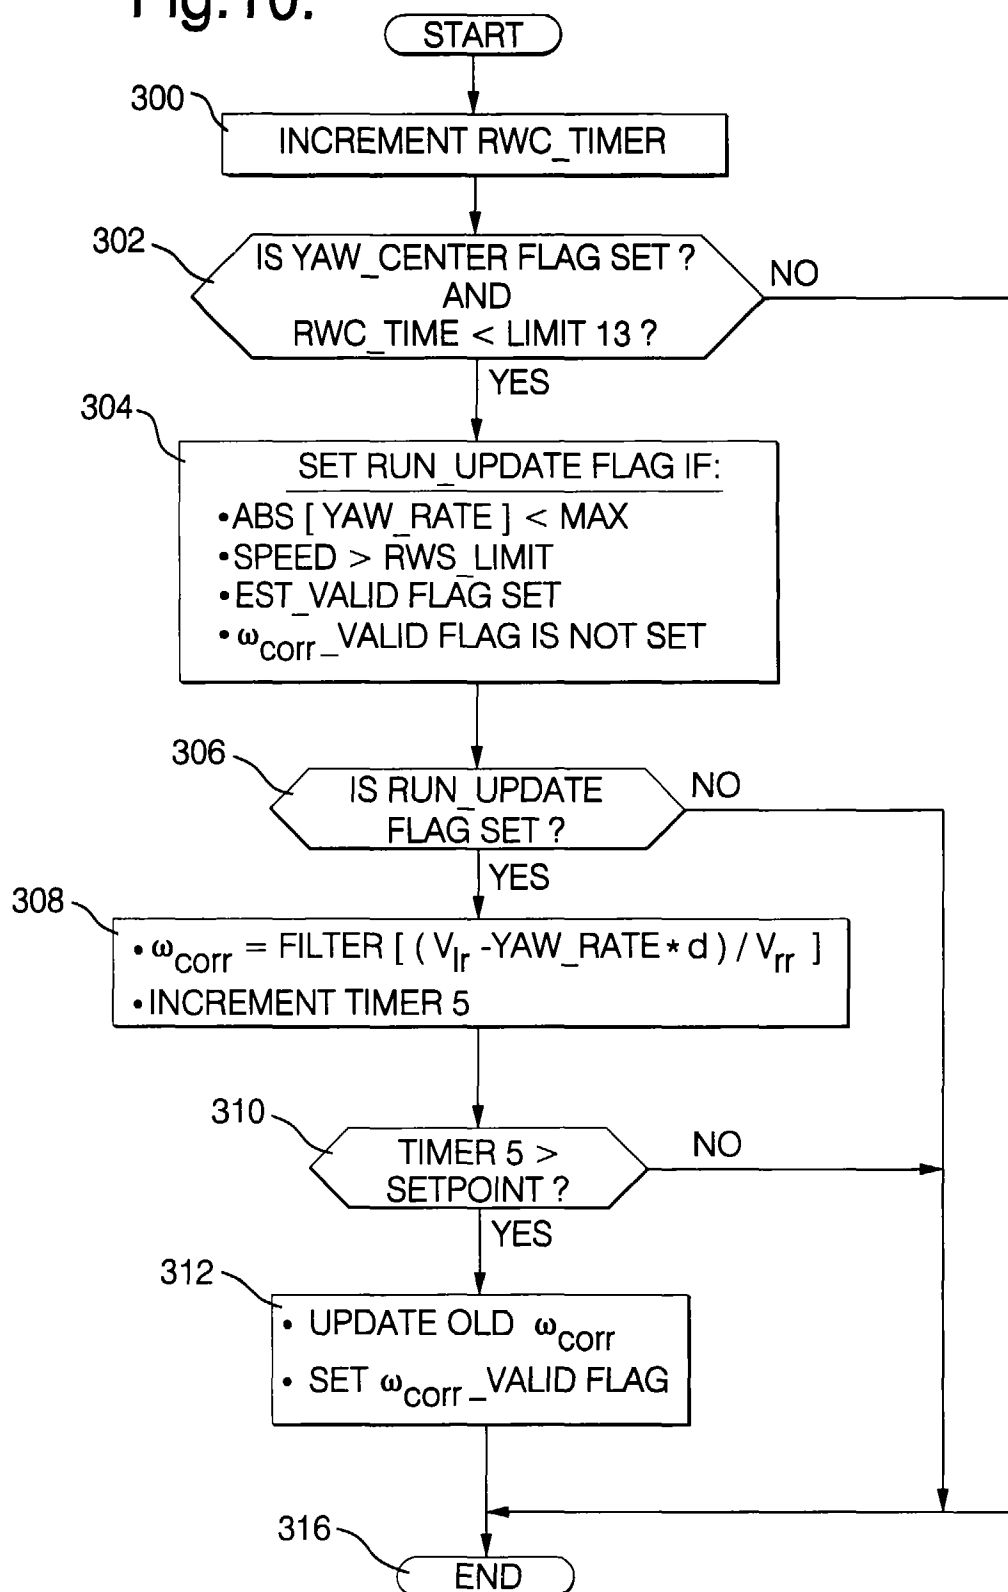 Fig.10.
START
300
INCREMENT RWC_TIMER
302
IS YAW_CENTER FLAG SET ?
AND
RWC_TIME < LIMIT 13 ?
NO
YES
304
SET RUN_UPDATE FLAG IF:
•ABS [ YAW_RATE ] < MAX
•SPEED > RWS_LIMIT
•EST_VALID FLAG SET
•ωcorr_VALID FLAG IS NOT SET
306
IS RUN_UPDATE
FLAG SET ?
NO
YES
308
•ωcorr = FILTER [ ( Vlr -YAW_RATE * d ) / Vrr ]
•INCREMENT TIMER 5
310
TIMER 5 >
SETPOINT ?
NO
YES
312
• UPDATE OLD ωcorr
• SET ωcorr_VALID FLAG
316
END